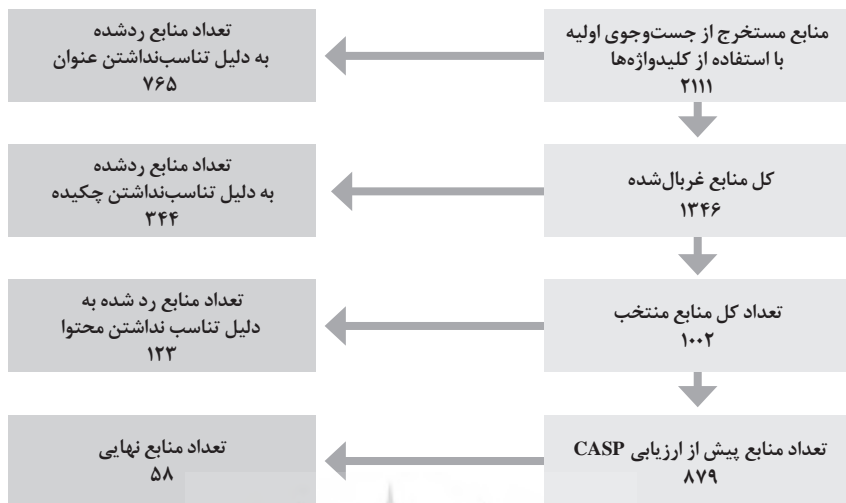 منابع مستخرج از جست‌وجوی اولیه
با استفاده از کلیدواژه‌ها
۲۱۱۱
تعداد منابع ردشده
به دلیل تناسب‌نداشتن عنوان
۷۶۵
کل منابع غربال‌شده
۱۳۴۶
تعداد منابع ردشده
به دلیل تناسب‌نداشتن چکیده
۳۴۴
تعداد کل منابع منتخب
۱۰۰۲
تعداد منابع رد شده به
دلیل تناسب نداشتن محتوا
۱۲۳
تعداد منابع پیش از ارزیابی CASP
۸۷۹
تعداد منابع نهایی
۵۸